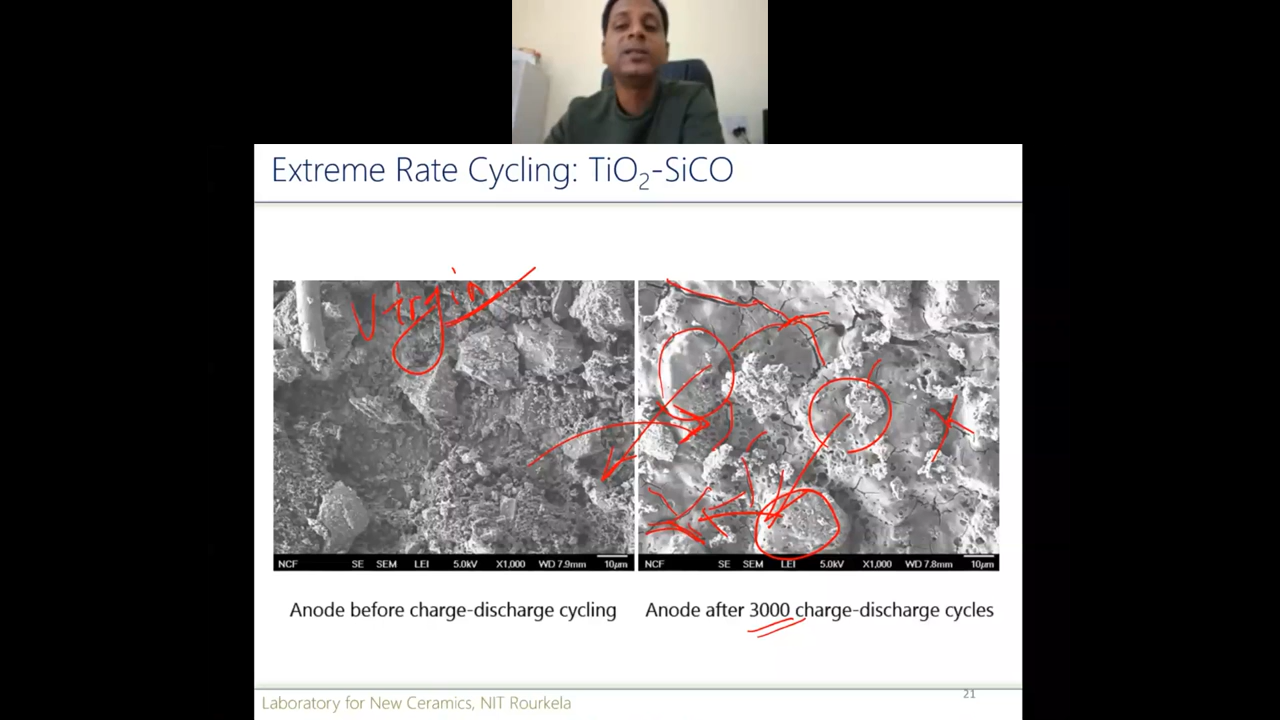 Extreme Rate Cycling: TiO₂-SiCO
Virgin
NCF SE SEM LEI 5.0kV X1,000 WD 7.9mm 10µm
NCF SE SEM LEI 5.0kV X1,000 WD 7.8mm 10µm
Anode before charge-discharge cycling
Anode after 3000 charge-discharge cycles
Laboratory for New Ceramics, NIT Rourkela
21